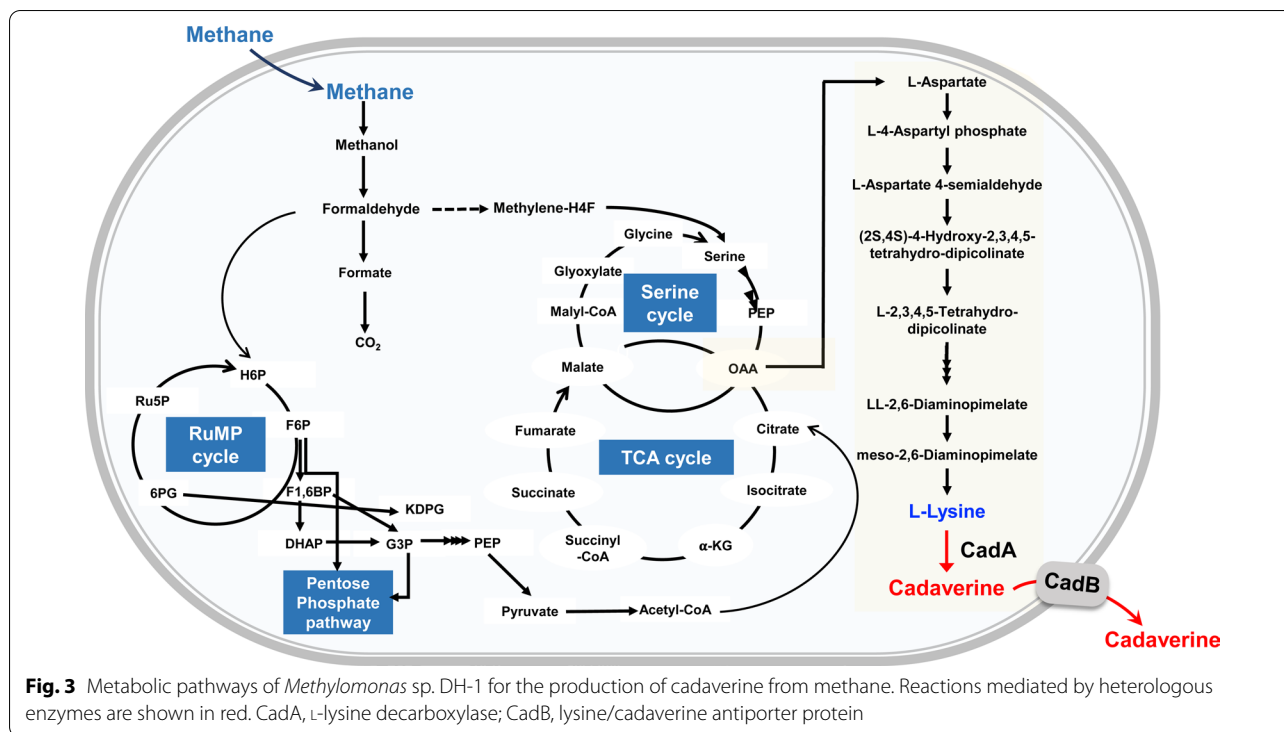 Methane
Methane
Methanol
Formaldehyde
Methylene-H4F
Formate
CO₂
H6P
Ru5P
RuMP
cycle
F6P
6PG
F1,6BP
KDPG
DHAP
G3P
PEP
Pentose
Phosphate
pathway
Pyruvate
Acetyl-CoA
Glycine
Serine
Glyoxylate
Serine
cycle
Malyl-CoA
PEP
Malate
OAA
Fumarate
Citrate
TCA cycle
Succinate
Isocitrate
Succinyl
-CoA
α-KG
L-Aspartate
L-4-Aspartyl phosphate
L-Aspartate 4-semialdehyde
(2S,4S)-4-Hydroxy-2,3,4,5-
tetrahydro-dipicolinate
L-2,3,4,5-Tetrahydro-
dipicolinate
LL-2,6-Diaminopimelate
meso-2,6-Diaminopimelate
L-Lysine
CadA
Cadaverine
CadB
Cadaverine
Fig. 3 Metabolic pathways of Methylomonas sp. DH-1 for the production of cadaverine from methane. Reactions mediated by heterologous
enzymes are shown in red. CadA, L-lysine decarboxylase; CadB, lysine/cadaverine antiporter protein